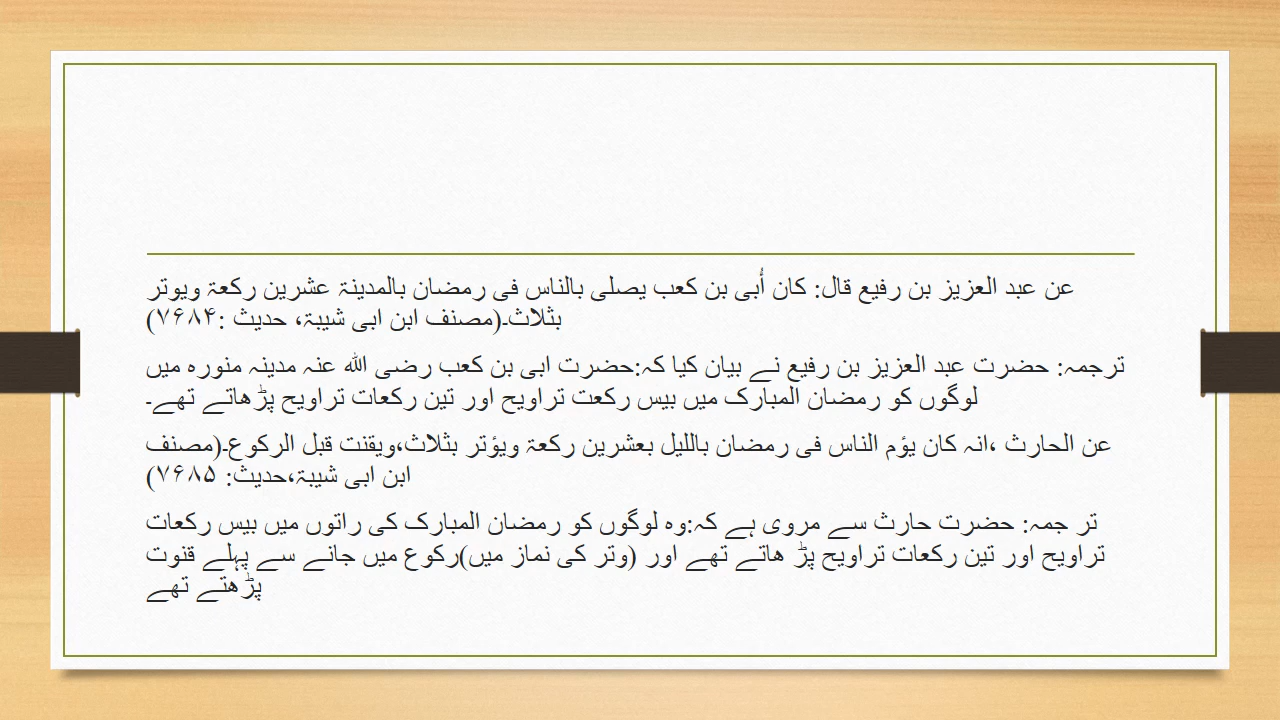 عن عبد العزیز بن رفیع قال: کان أُبی بن کعب یصلی بالناس فی رمضان بالمدینۃ عشرین رکعۃ ویوتر
بثلاث۔(مصنف ابن ابی شیبۃ، حدیث :۷۶۸۴)
ترجمہ: حضرت عبد العزیز بن رفیع نے بیان کیا کہ:حضرت ابی بن کعب رضی اللہ عنہ مدینہ منورہ میں
لوگوں کو رمضان المبارک میں بیس رکعت تراویح اور تین رکعات تراویح پڑھاتے تھے۔
عن الحارث ،انہ کان یؤم الناس فی رمضان باللیل بعشرین رکعۃ ویؤتر بثلاث،ویقنت قبل الرکوع۔(مصنف
ابن ابی شیبۃ،حدیث: ۷۶۸۵)
تر جمہ: حضرت حارث سے مروی ہے کہ:وہ لوگوں کو رمضان المبارک کی راتوں میں بیس رکعات
تراویح اور تین رکعات تراویح پڑ ھاتے تھے اور (وتر کی نماز میں)رکوع میں جانے سے پہلے قنوت
پڑھتے تھے